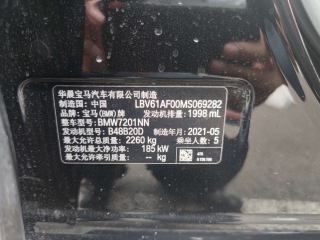 华晨宝马汽车有限公司制造
制造国：中国 LBV61AF00MS069282
品牌：宝马(BMW)牌 发动机排量：1998 mL
整车型号：BMW7201NN
发动机型号：B48B20D 制造年月：2021-05
最大允许总质量：2260 kg 乘坐人数：5
发动机最大净功率：185 kW
最大允许牵引质量：--/-- kg